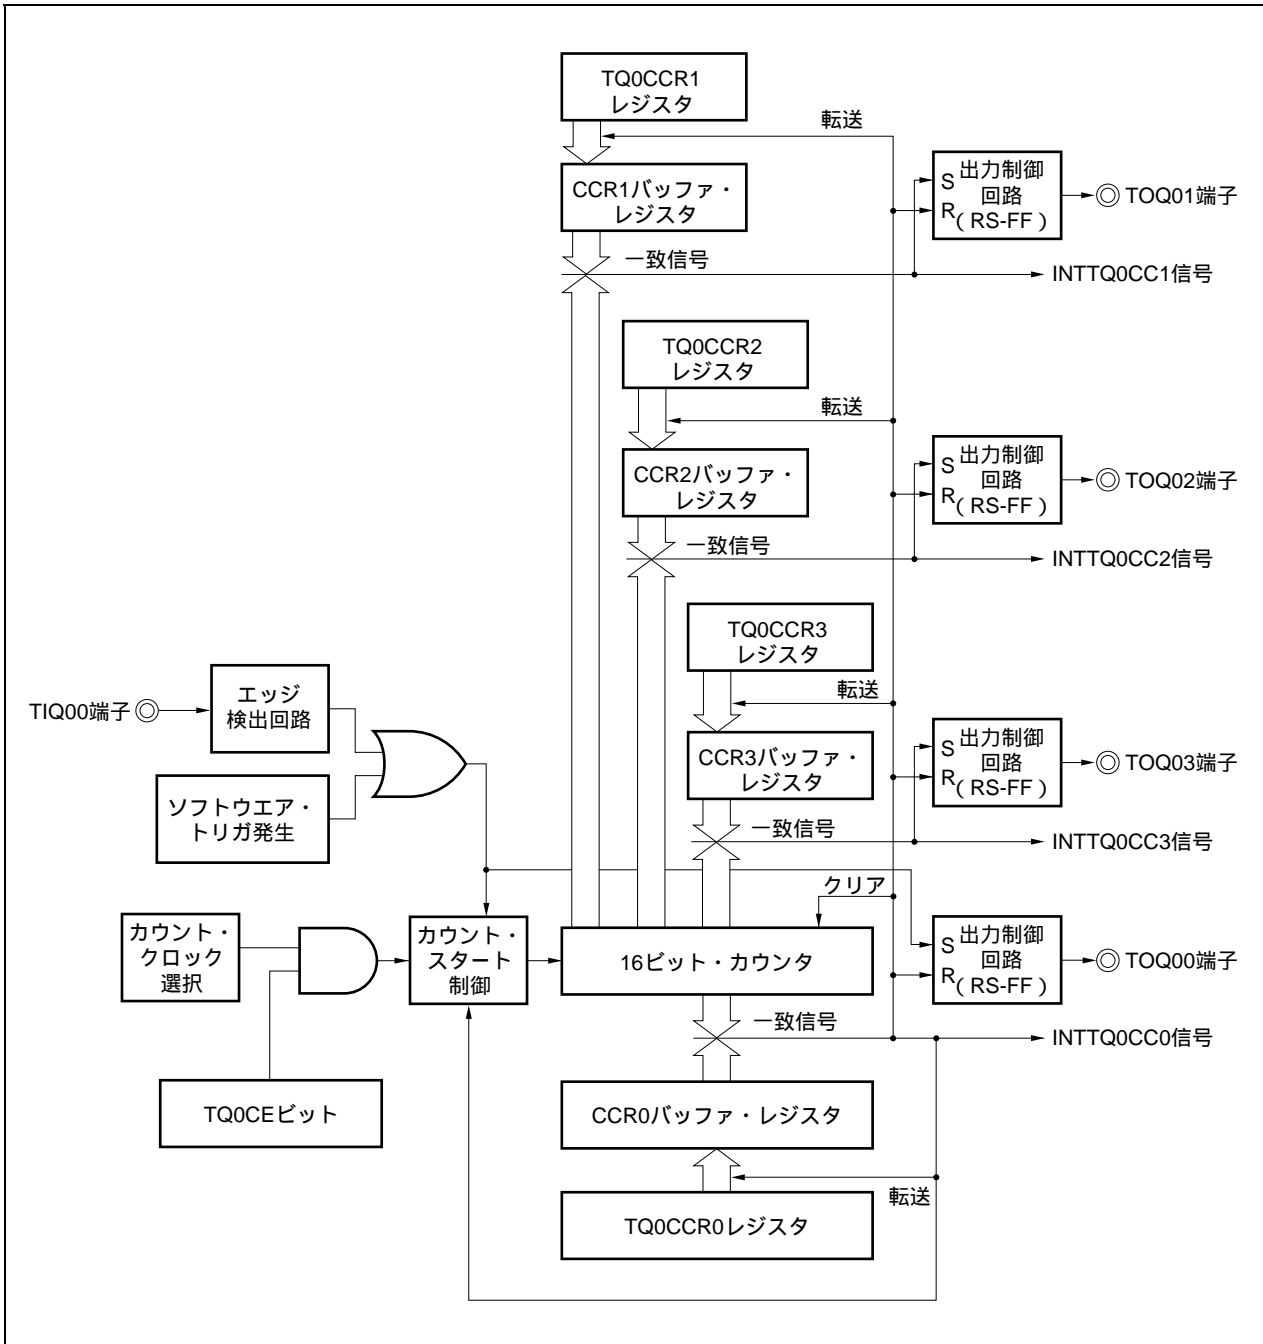 TQ0CCR1
レジスタ
転送
CCR1バッファ・
レジスタ
S 出力制御
回路
R ( RS-FF )
TOQ01端子
一致信号
INTTQ0CC1信号
TQ0CCR2
レジスタ
転送
CCR2バッファ・
レジスタ
S 出力制御
回路
R ( RS-FF )
TOQ02端子
一致信号
INTTQ0CC2信号
TQ0CCR3
レジスタ
転送
TIQ00端子
エッジ
検出回路
CCR3バッファ・
レジスタ
S 出力制御
回路
R ( RS-FF )
TOQ03端子
ソフトウエア・
トリガ発生
一致信号
INTTQ0CC3信号
クリア
カウント・
クロック
選択
カウント・
スタート
制御
16ビット・カウンタ
S 出力制御
回路
R ( RS-FF )
TOQ00端子
一致信号
INTTQ0CC0信号
TQ0CEビット
CCR0バッファ・レジスタ
転送
TQ0CCR0レジスタ